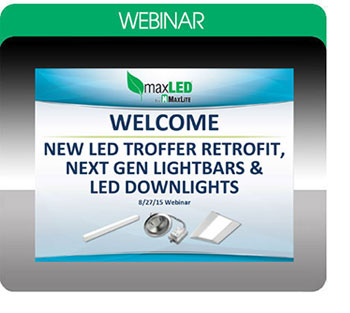 WEBINAR
maxLED
BY MAXLITE
WELCOME
NEW LED TROFFER RETROFIT,
NEXT GEN LIGHTBARS &
LED DOWNLIGHTS
8/27/15 Webinar